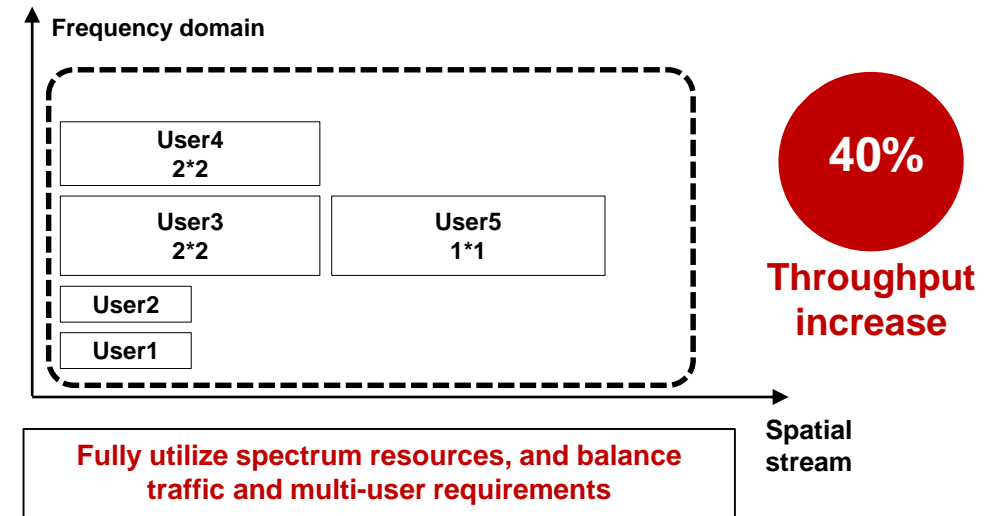 Frequency domain
User4
2*2
User3
2*2
User5
1*1
User2
User1
40%
Throughput
increase
Spatial
stream
Fully utilize spectrum resources, and balance
traffic and multi-user requirements